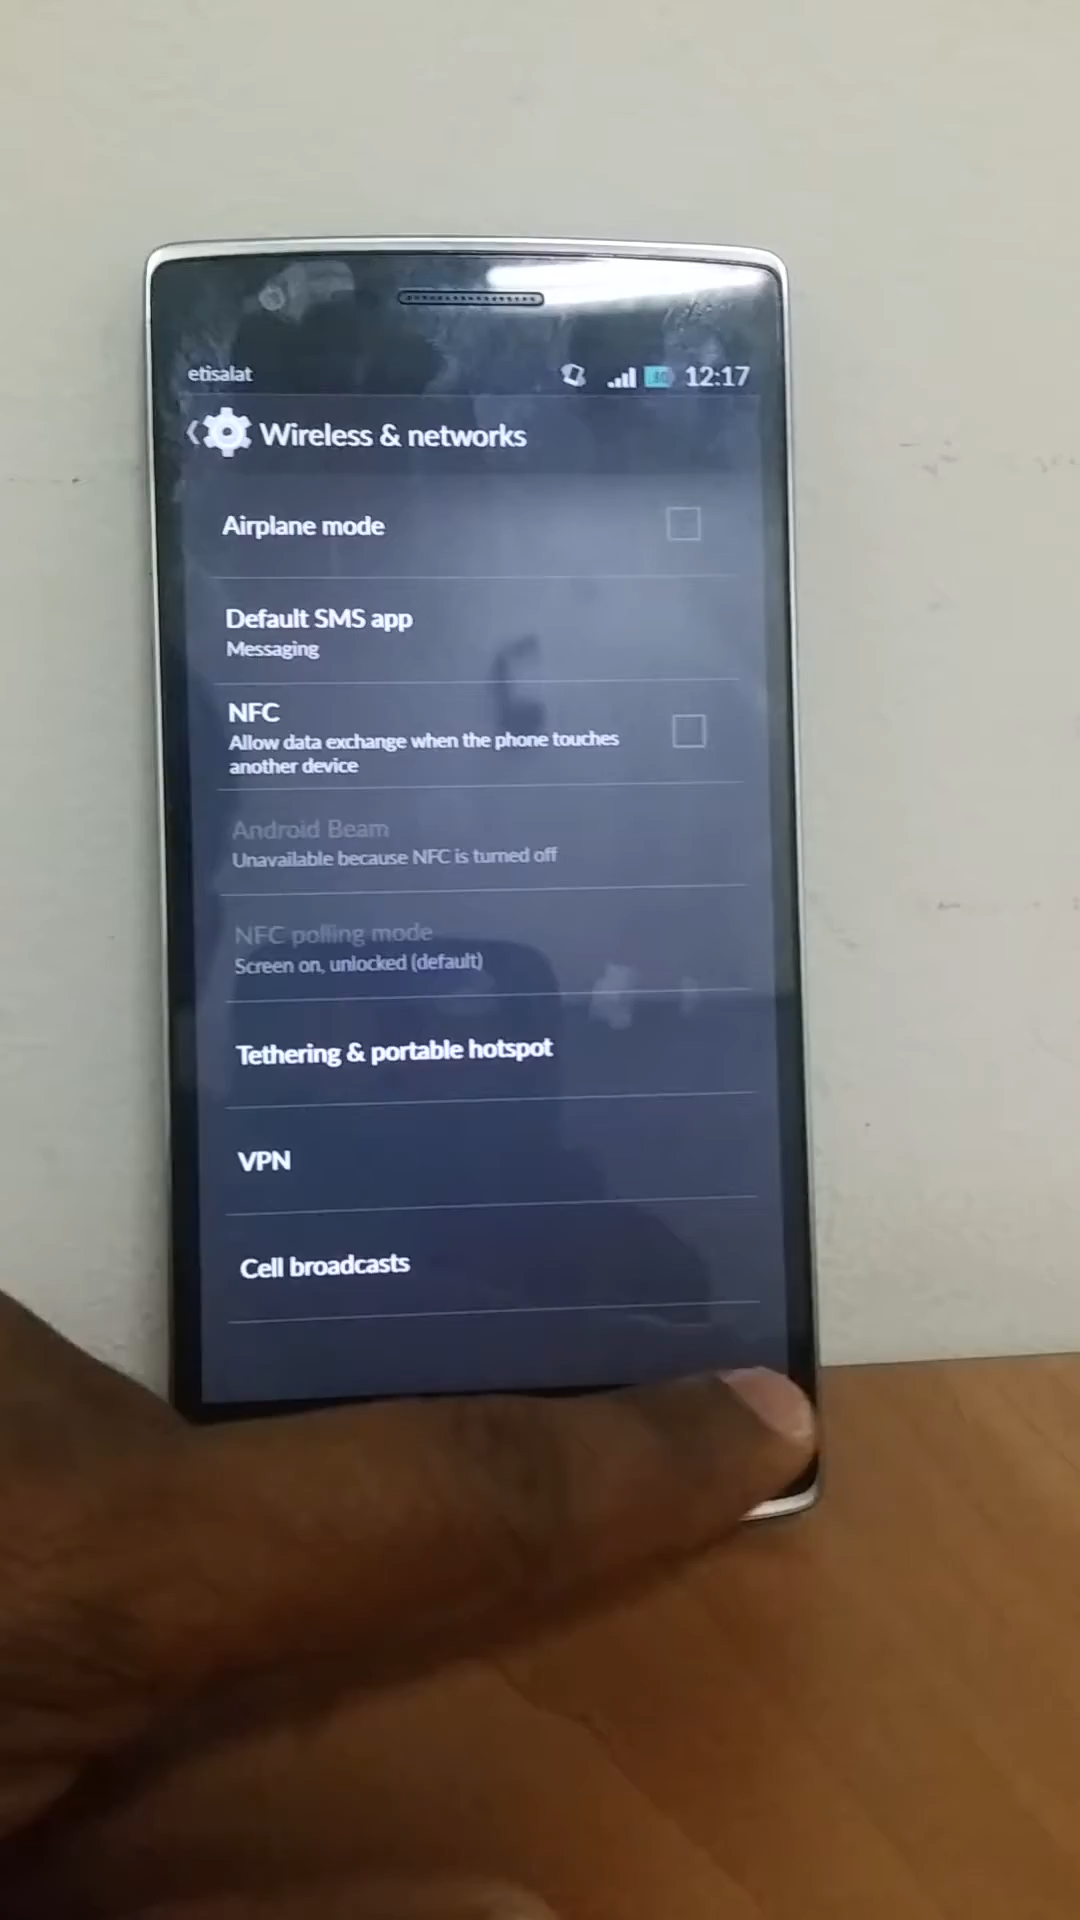 etisalat
12:17
Wireless & networks
Airplane mode
Default SMS app
Messaging
NFC
Allow data exchange when the phone touches
another device
Android Beam
Unavailable because NFC is turned off
NFC polling mode
Screen on, unlocked (default)
Tethering & portable hotspot
VPN
Cell broadcasts